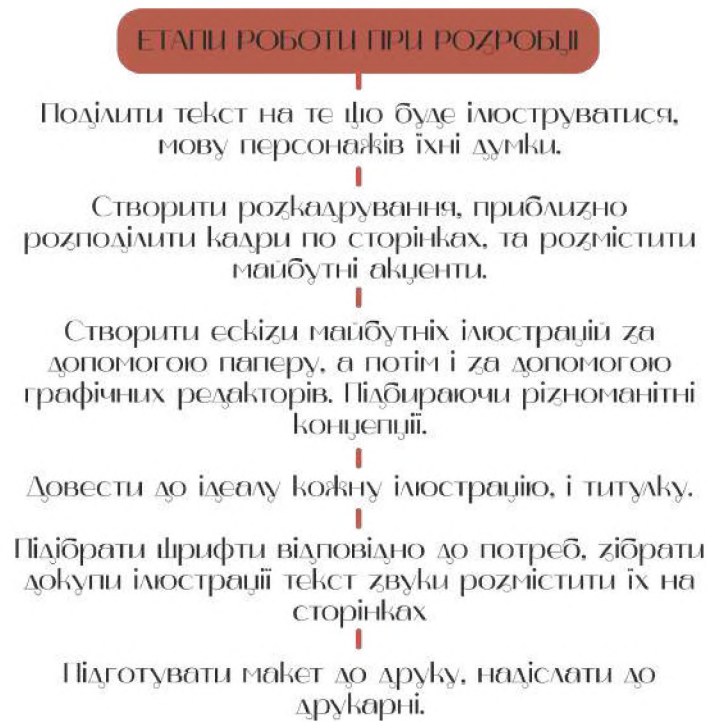 ЕТАПИ РОБОТИ ПРИ РОЗРОБЦІ
Поділити текст на те що буде ілюструватися,
мову персонажів їхні думки.
Створити розкадрування, приблизно
розподілити кадри по сторінках, та розмістити
майбутні акценти.
Створити ескізи майбутніх ілюстрацій за
допомогою паперу, а потім і за допомогою
графічних редакторів. Підбираючи різноманітні
концепції.
Довести до ідеалу кожну ілюстрацію, і титулку.
Підібрати шрифти відповідно до потреб, зібрати
докупи ілюстрації текст звуки розмістити їх на
сторінках
Підготувати макет до друку, надіслати до
друкарні.